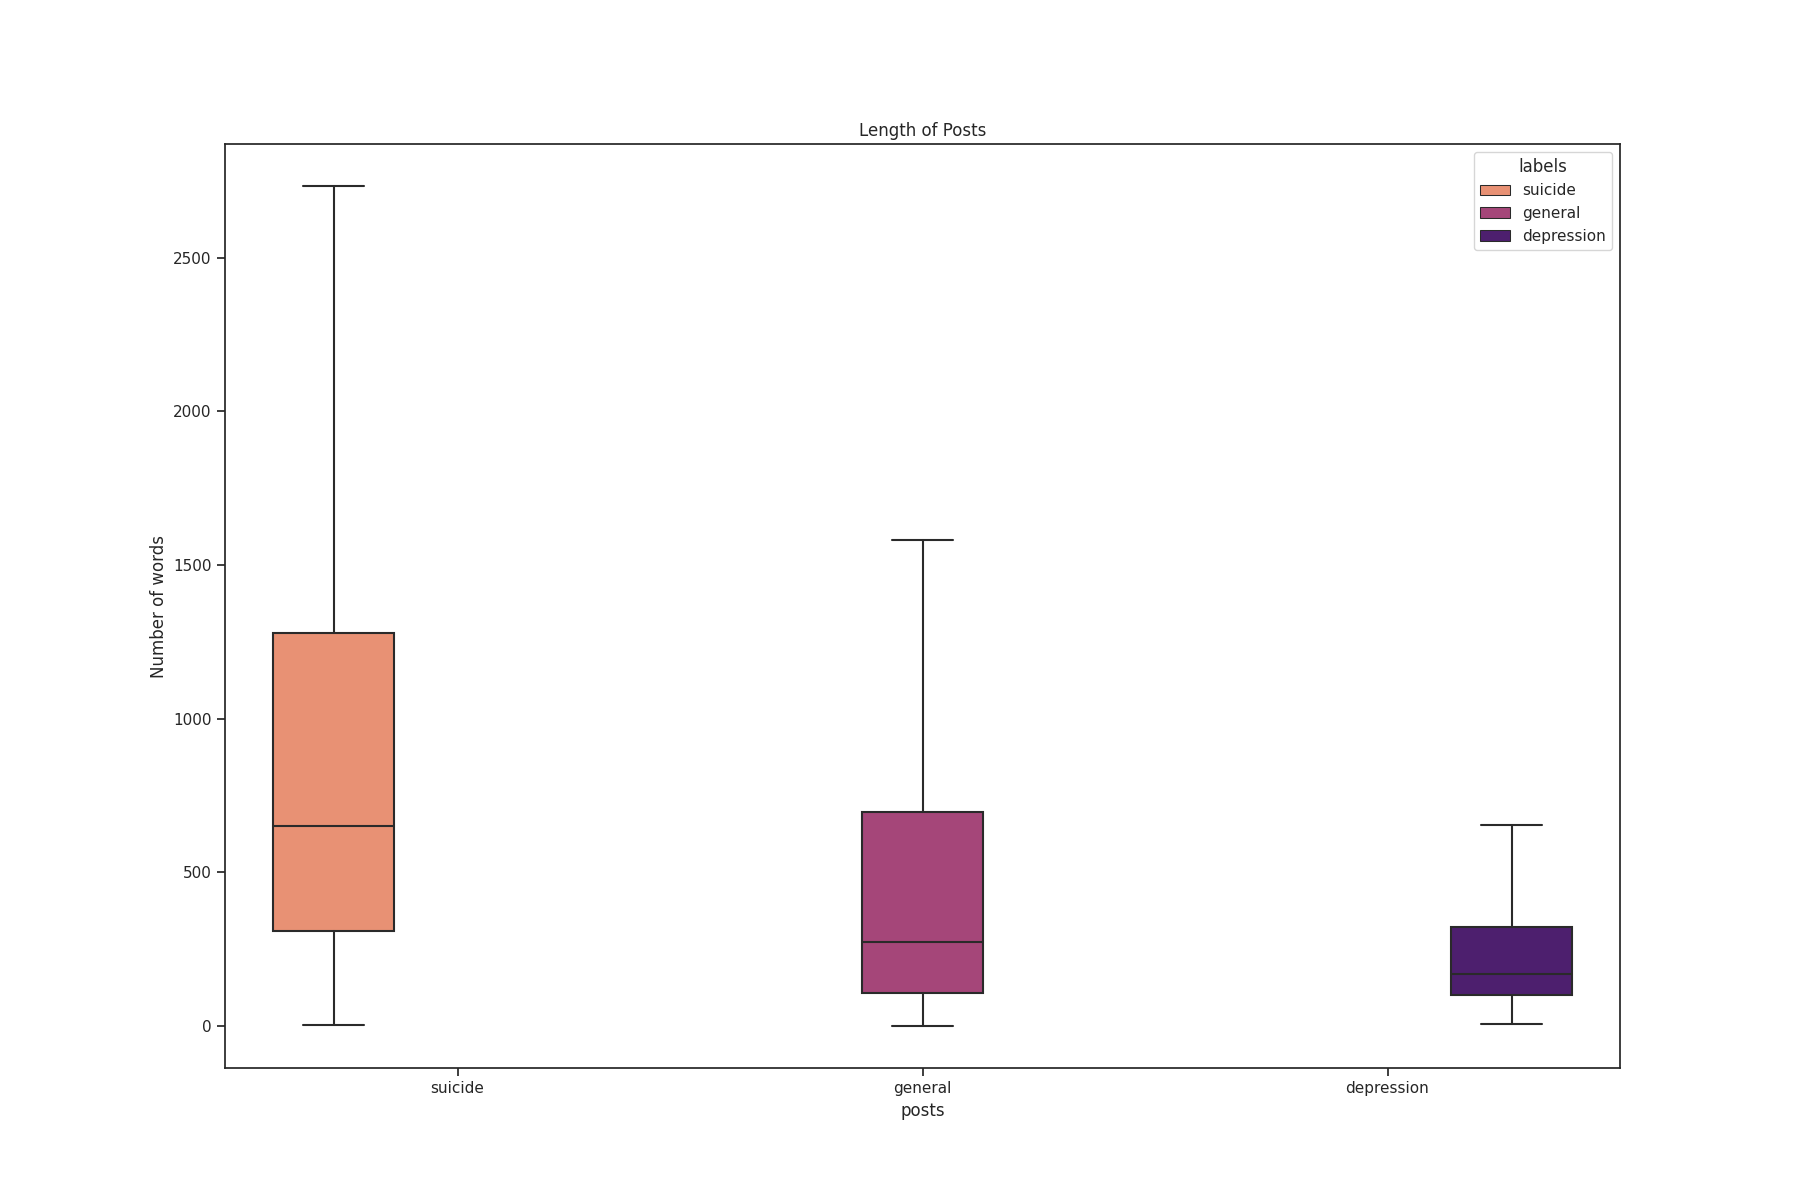 Length of Posts
labels
suicide
general
depression
Number of words
2500
2000
1500
1000
500
0
suicide
general
depression
posts